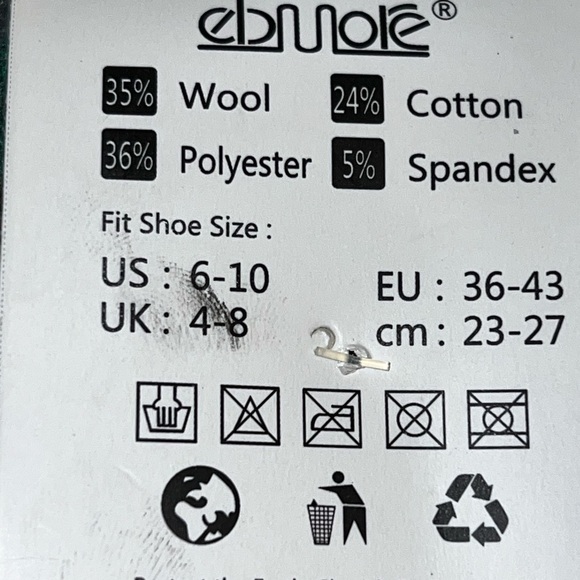 ebmore®
35% Wool 24% Cotton
36% Polyester 5% Spandex
Fit Shoe Size :
US : 6-10 EU : 36-43
UK : 4-8 cm : 23-27